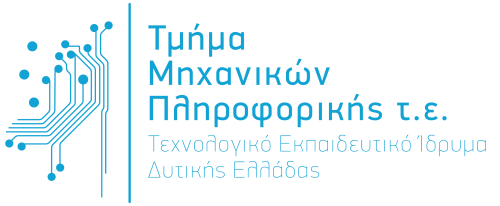 Τμήμα
Μηχανικών
Πληροφορικής τ.ε.
Τεχνολογικό Εκπαιδευτικό Ίδρυμα
Δυτικής Ελλάδας